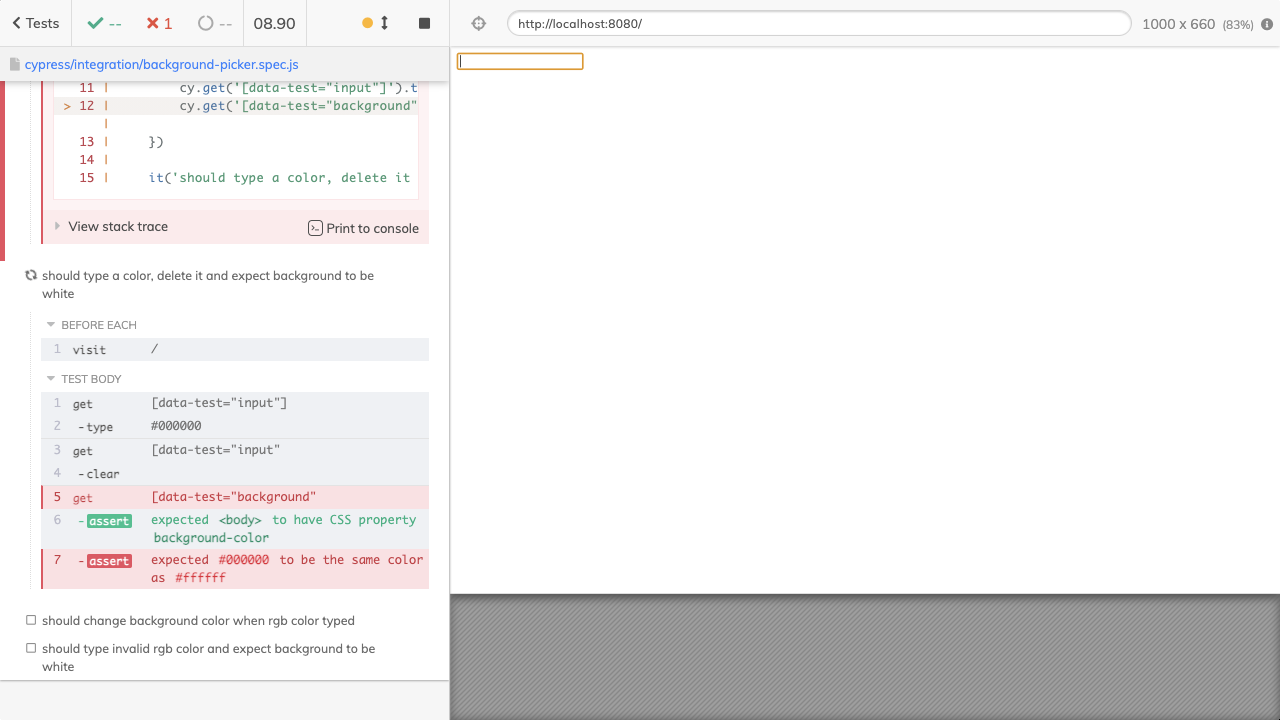 Tests -- 1 -- 08.90 http://localhost:8080/ 1000 x 660 (83%)
cypress/integration/background-picker.spec.js
11 | cy.get('[data-test="input"]').t
> 12 | cy.get('[data-test="background"
|
13 | })
14 |
15 | it('should type a color, delete it
View stack trace Print to console
should type a color, delete it and expect background to be
white
BEFORE EACH
1 visit /
TEST BODY
1 get [data-test="input"]
2 -type #000000
3 get [data-test="input"
4 -clear
5 get [data-test="background"
6 -assert expected <body> to have CSS property
background-color
7 -assert expected #000000 to be the same color
as #ffffff
should change background color when rgb color typed
should type invalid rgb color and expect background to be
white